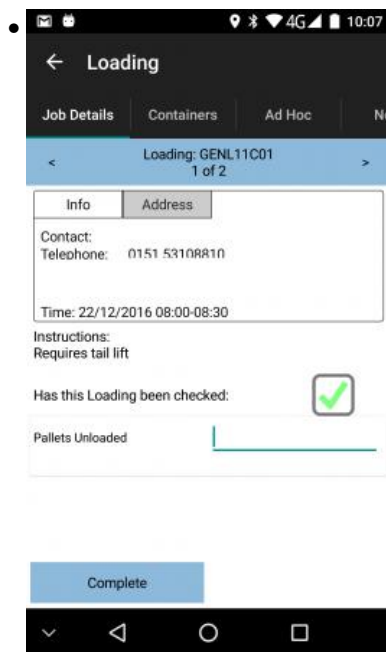 4G 10:07
← Loading
Job Details Containers Ad Hoc N
< Loading: GENL11C01 >
1 of 2
Info Address
Contact:
Telephone: 0151 53108810
Time: 22/12/2016 08:00-08:30
Instructions:
Requires tail lift
Has this Loading been checked:
Pallets Unloaded
Complete